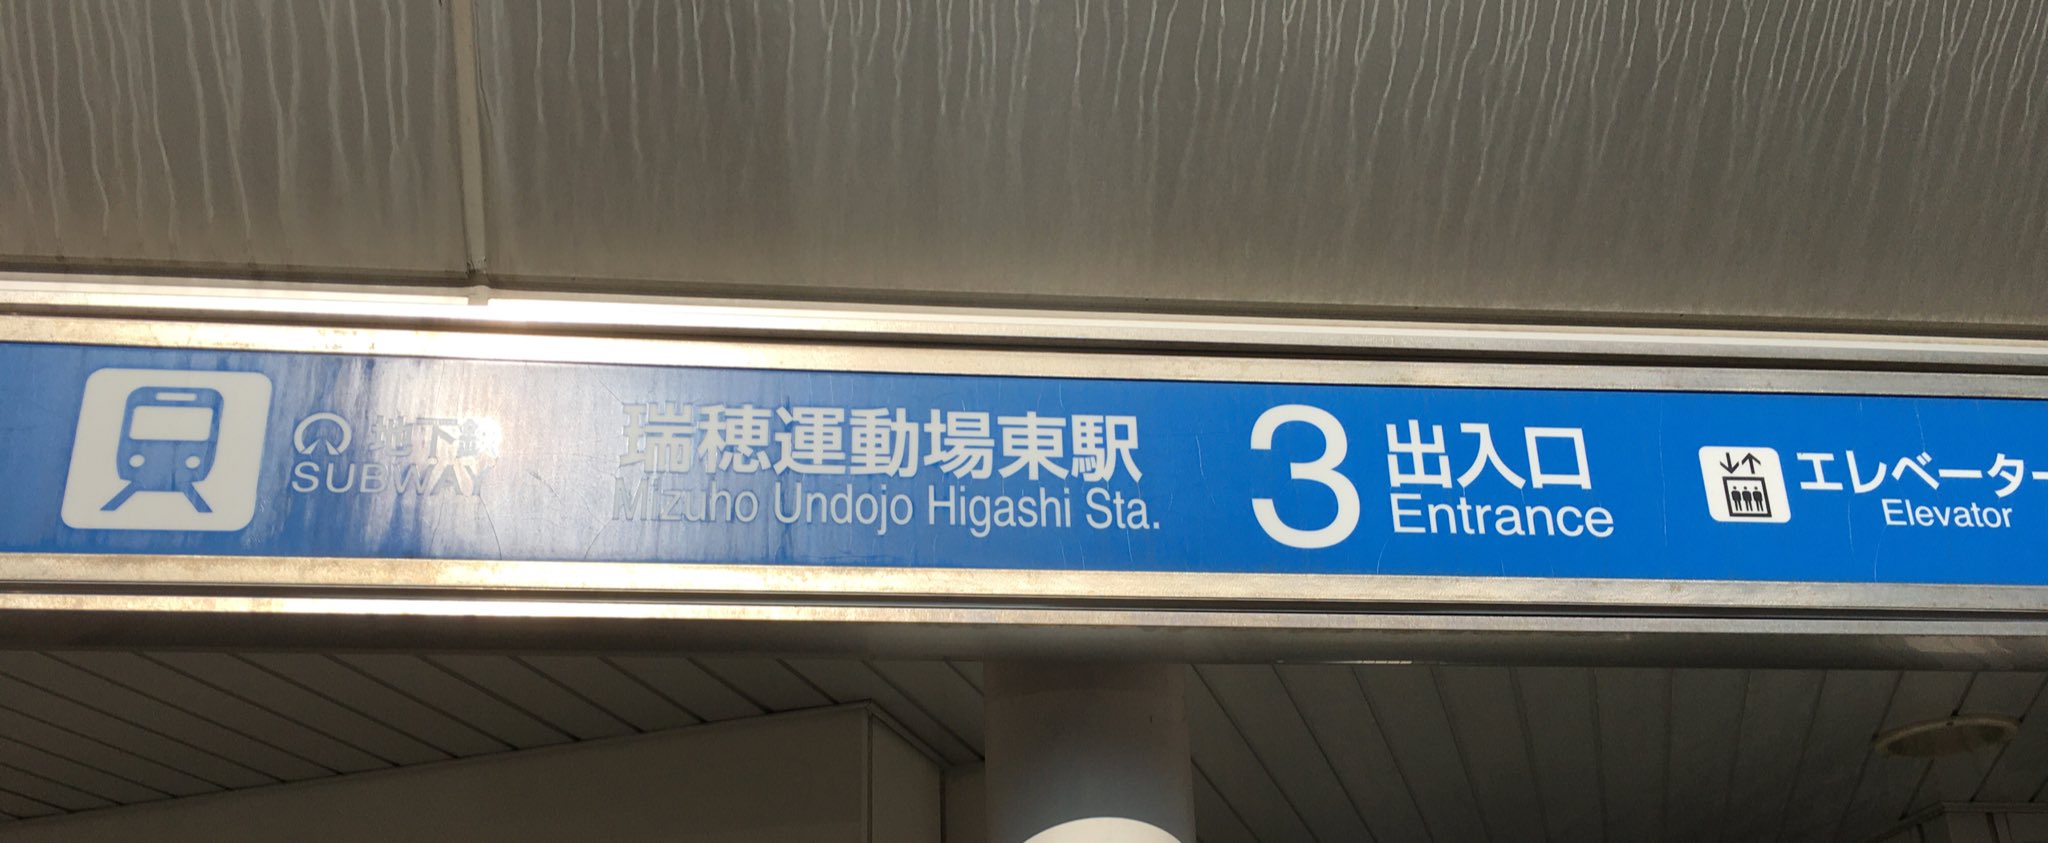 地下鉄
SUBWAY
瑞穂運動場東駅
Mizuho Undojo Higashi Sta.
3
出入口
Entrance
エレベーター
Elevator